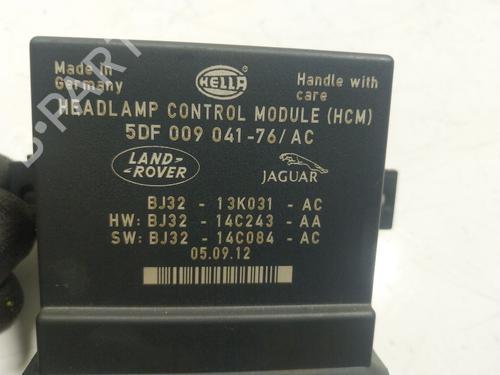 Made in
Germany
HELLA
Handle with
care
HEADLAMP CONTROL MODULE (HCM)
5DF 009 041-76/AC
LAND-
-ROVER
JAGUAR
BJ32 - 13K031 - AC
HW: BJ32 - 14C243 - AA
SW: BJ32 - 14C084 - AC
05.09.12